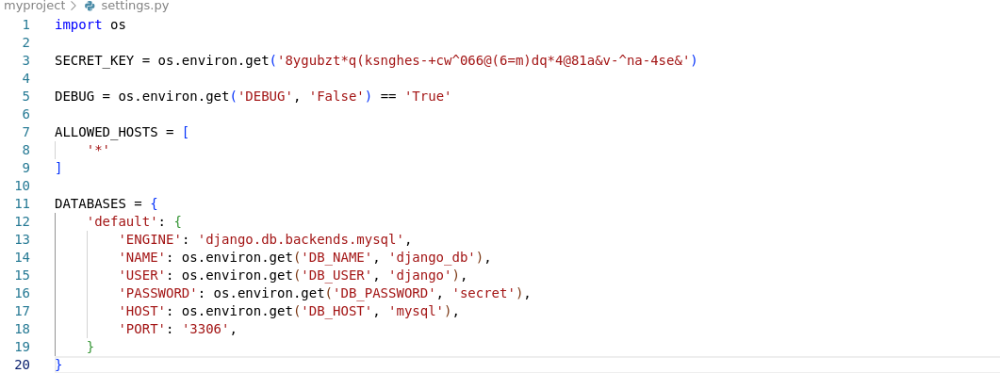 myproject > settings.py
1 import os
2
3 SECRET_KEY = os.environ.get('8ygubzt*q(ksnghes-+cw^066@(6=m)dq*4@81a&v-^na-4se&')
4
5 DEBUG = os.environ.get('DEBUG', 'False') == 'True'
6
7 ALLOWED_HOSTS = [
8     '*'
9 ]
10
11 DATABASES = {
12     'default': {
13         'ENGINE': 'django.db.backends.mysql',
14         'NAME': os.environ.get('DB_NAME', 'django_db'),
15         'USER': os.environ.get('DB_USER', 'django'),
16         'PASSWORD': os.environ.get('DB_PASSWORD', 'secret'),
17         'HOST': os.environ.get('DB_HOST', 'mysql'),
18         'PORT': '3306',
19     }
20 }